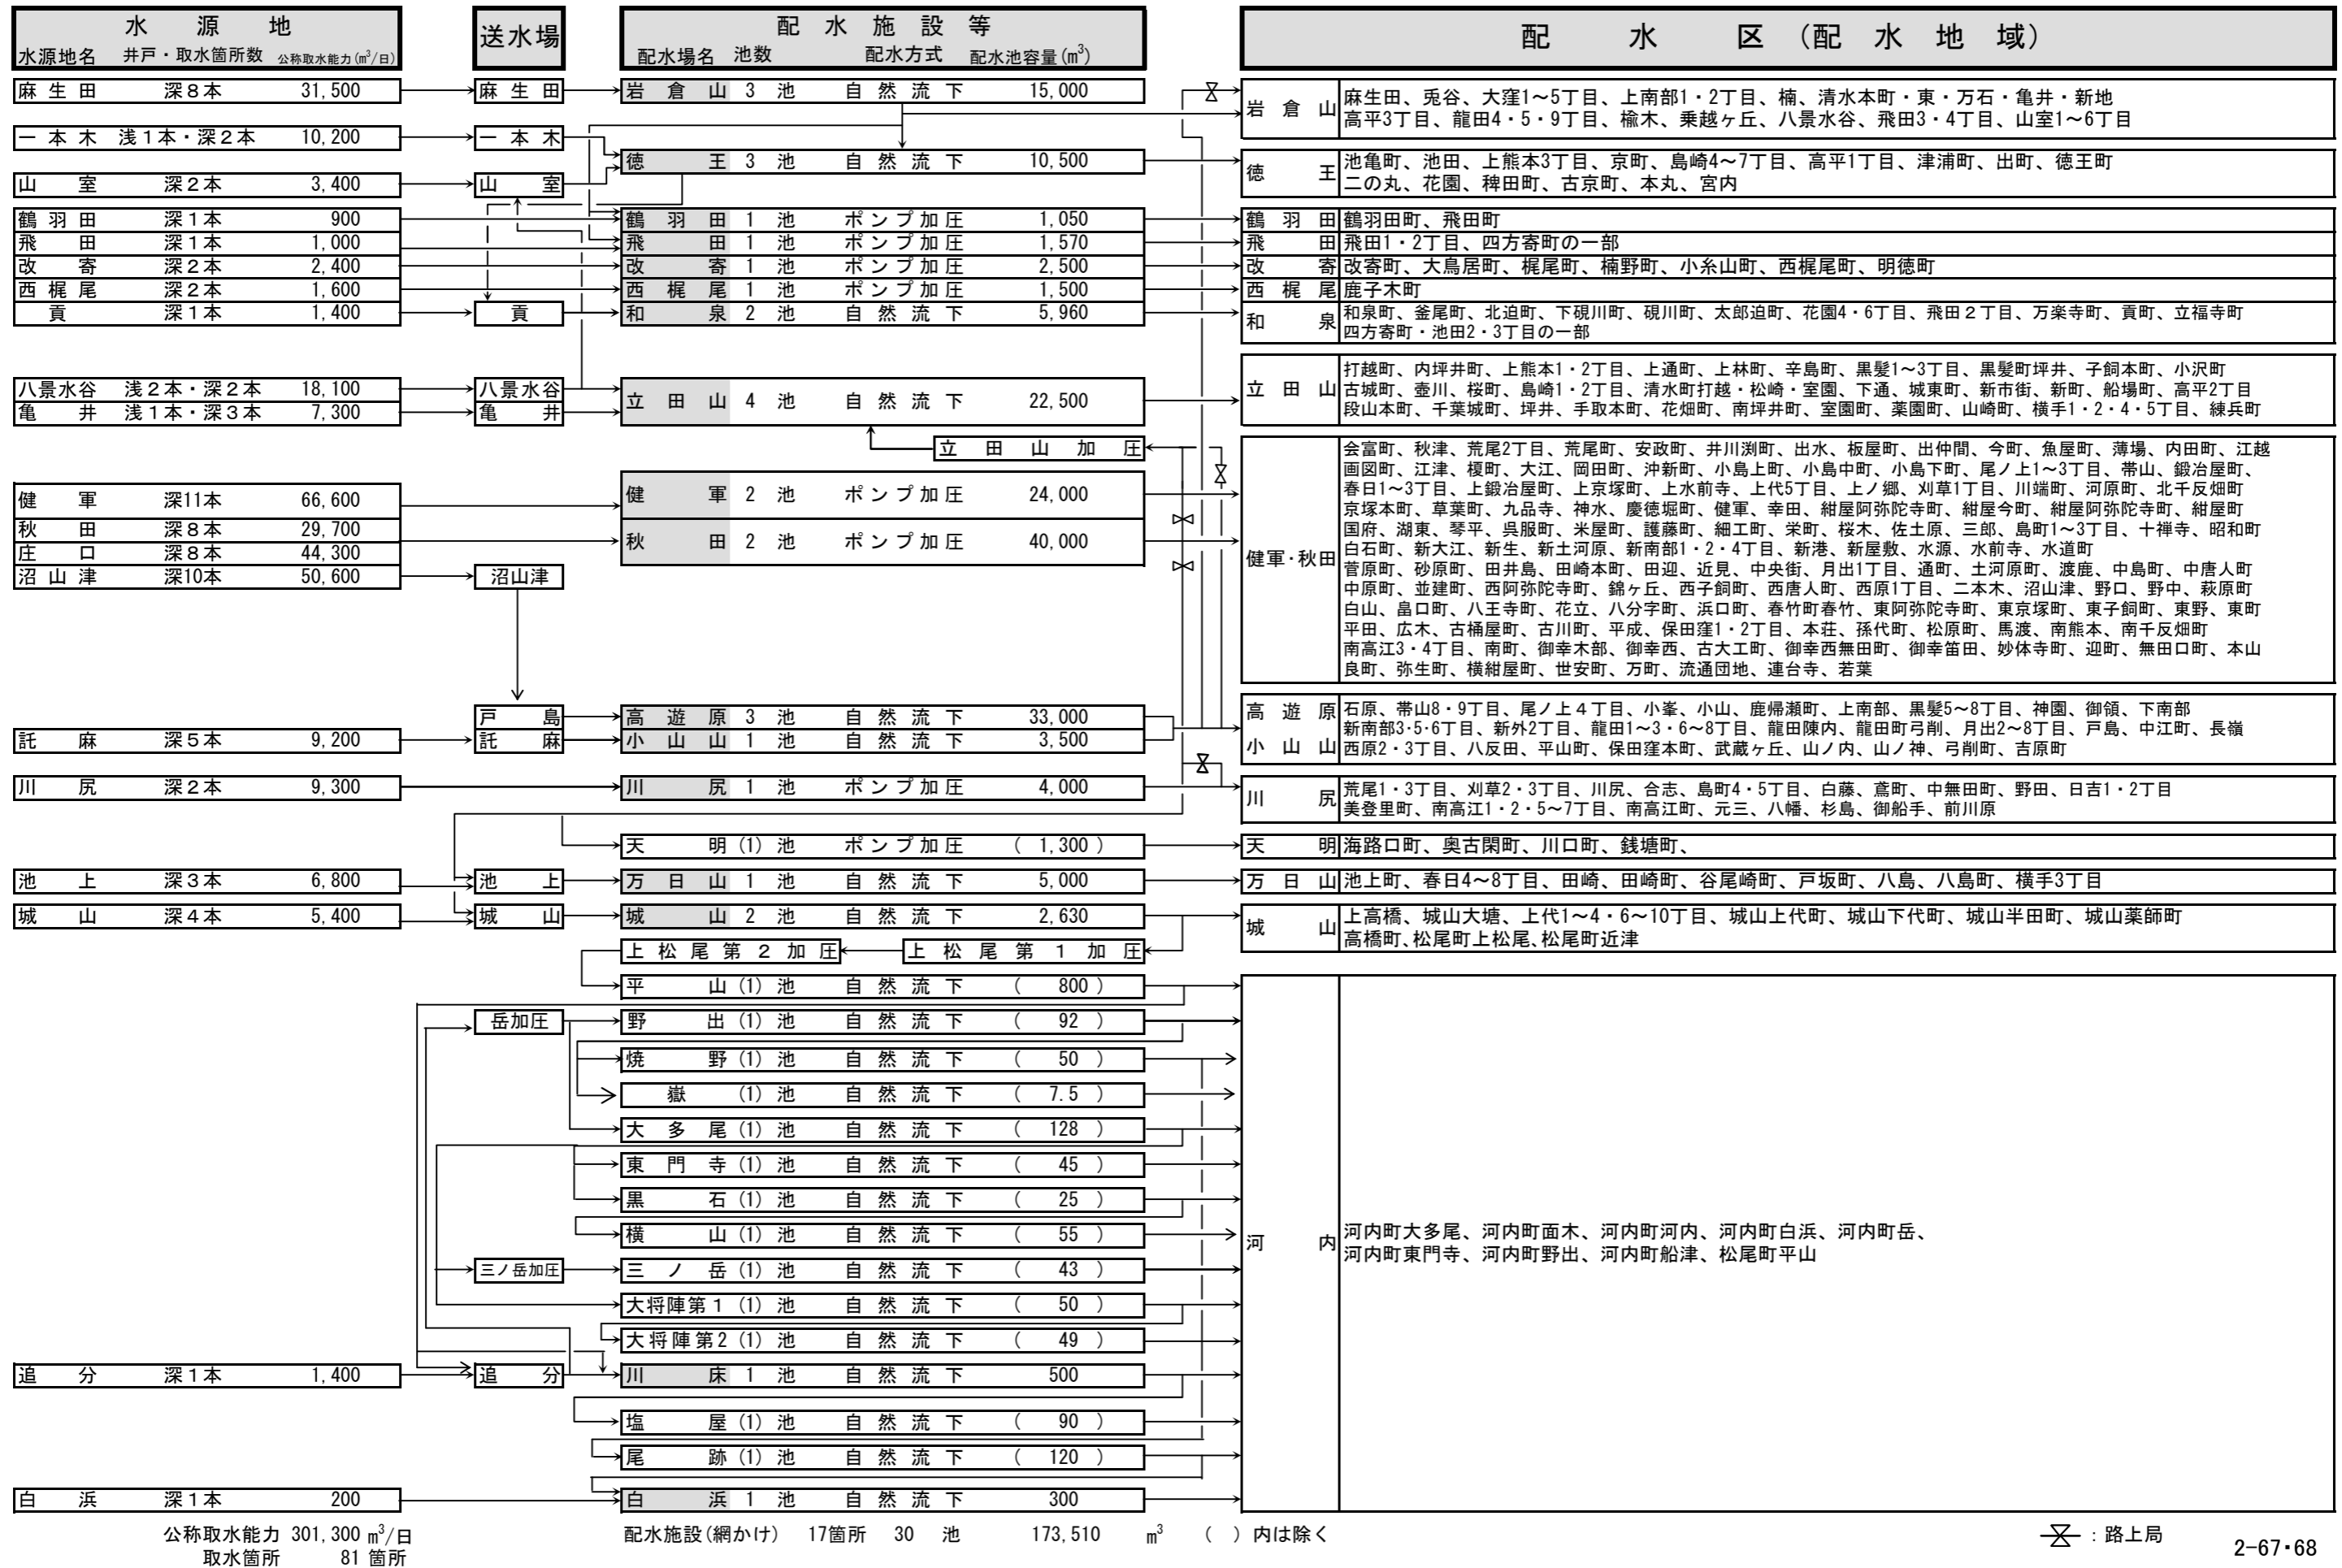 水源地
水源地名 井戸・取水箇所数 公称取水能力(㎥/日)
送水場
配水施設等
配水場名 池数 配水方式 配水池容量(m³)
配水区(配水地域)
麻生田 深8本 31,500
麻生田
岩倉山 3池 自然流下 15,000
岩倉山
麻生田、兎谷、大窪1~5丁目、上南部1・2丁目、楠、清水本町・東・万石・亀井・新地
高平3丁目、龍田4・5・9丁目、楡木、乗越ヶ丘、八景水谷、飛田3・4丁目、山室1~6丁目
一本木 浅1本・深2本 10,200
一本木
徳王 3池 自然流下 10,500
徳王
池亀町、池田、上熊本3丁目、京町、島崎4~7丁目、高平1丁目、津浦町、出町、徳王町
二の丸、花園、稗田町、古京町、本丸、宮内
山室 深2本 3,400
山室
鶴羽田 深1本 900
鶴羽田 1池 ポンプ加圧 1,050
鶴羽田 鶴羽田町、飛田町
飛田 深1本 1,000
飛田 1池 ポンプ加圧 1,570
飛田 飛田1・2丁目、四方寄町の一部
改寄 深2本 2,400
改寄 1池 ポンプ加圧 2,500
改寄 改寄町、大鳥居町、梶尾町、楠野町、小糸山町、西梶尾町、明徳町
西梶尾 深2本 1,600
西梶尾 1池 ポンプ加圧 1,500
西梶尾 鹿子木町
貢 深1本 1,400
貢
和泉 2池 自然流下 5,960
和泉
和泉町、釜尾町、北迫町、下硯川町、硯川町、太郎迫町、花園4・6丁目、飛田2丁目、万楽寺町、貢町、立福寺町
四方寄町・池田2・3丁目の一部
八景水谷 浅2本・深2本 18,100
八景水谷
亀井 浅1本・深3本 7,300
亀井
立田山 4池 自然流下 22,500
立田山
打越町、内坪井町、上熊本1・2丁目、上通町、上林町、辛島町、黒髪1~3丁目、黒髪町坪井、子飼本町、小沢町
古城町、壺川、桜町、島崎1・2丁目、清水町打越・松崎・室園、下通、城東町、新市街、新町、船場町、高平2丁目
段山本町、千葉城町、坪井、手取本町、花畑町、南坪井町、室園町、薬園町、山崎町、横手1・2・4・5丁目、練兵町
立田山加圧
健軍 深11本 66,600
健軍 2池 ポンプ加圧 24,000
秋田 深8本 29,700
庄口 深8本 44,300
秋田 2池 ポンプ加圧 40,000
沼山津 深10本 50,600
沼山津
健軍・秋田
会富町、秋津、荒尾2丁目、荒尾町、安政町、井川渕町、出水、板屋町、出仲間、今町、魚屋町、薄場、内田町、江越
画図町、江津、榎町、大江、岡田町、沖新町、小島上町、小島中町、小島下町、尾ノ上1~3丁目、帯山、鍛冶屋町、
春日1~3丁目、上鍛冶屋町、上京塚町、上水前寺、上代5丁目、上ノ郷、刈草1丁目、川端町、河原町、北千反畑町
京塚本町、草葉町、九品寺、神水、慶徳堀町、健軍、幸田、紺屋阿弥陀寺町、紺屋今町、紺屋阿弥陀寺町、紺屋町
国府、湖東、琴平、呉服町、米屋町、護藤町、細工町、栄町、桜木、佐土原、三郎、島町1~3丁目、十禅寺、昭和町
白石町、新大江、新生、新土河原、新南部1・2・4丁目、新港、新屋敷、水源、水前寺、水道町
菅原町、砂原町、田井島、田崎本町、田迎、近見、中央街、月出1丁目、通町、土河原町、渡鹿、中島町、中唐人町
中原町、並建町、西阿弥陀寺町、錦ヶ丘、西子飼町、西唐人町、西原1丁目、二本木、沼山津、野口、野中、萩原町
白山、畠口町、八王寺町、花立、八分字町、浜口町、春竹町春竹、東阿弥陀寺町、東京塚町、東子飼町、東野、東町
平田、広木、古桶屋町、古川町、平成、保田窪1・2丁目、本荘、孫代町、松原町、馬渡、南熊本、南千反畑町
南高江3・4丁目、南町、御幸木部、御幸西、古大工町、御幸西無田町、御幸笛田、妙体寺町、迎町、無田口町、本山
良町、弥生町、横紺屋町、世安町、万町、流通団地、連台寺、若葉
戸島
高遊原 3池 自然流下 33,000
託麻 深5本 9,200
託麻
小山山 1池 自然流下 3,500
高遊原
小山山
石原、帯山8・9丁目、尾ノ上4丁目、小峯、小山、鹿帰瀬町、上南部、黒髪5~8丁目、神園、御領、下南部
新南部3・5・6丁目、新外2丁目、龍田1~3・6~8丁目、龍田陳内、龍田町弓削、月出2~8丁目、戸島、中江町、長嶺
西原2・3丁目、八反田、平山町、保田窪本町、武蔵ヶ丘、山ノ内、山ノ神、弓削町、吉原町
川尻 深2本 9,300
川尻 1池 ポンプ加圧 4,000
川尻
荒尾1・3丁目、刈草2・3丁目、川尻、合志、島町4・5丁目、白藤、鳶町、中無田町、野田、日吉1・2丁目
美登里町、南高江1・2・5~7丁目、南高江町、元三、八幡、杉島、御船手、前川原
天明 (1)池 ポンプ加圧 (1,300)
天明 海路口町、奥古閑町、川口町、銭塘町、
池上 深3本 6,800
池上
万日山 1池 自然流下 5,000
万日山 池上町、春日4~8丁目、田崎、田崎町、谷尾崎町、戸坂町、八島、八島町、横手3丁目
城山 深4本 5,400
城山
城山 2池 自然流下 2,630
城山
上高橋、城山大塘、上代1~4・6~10丁目、城山上代町、城山下代町、城山半田町、城山薬師町
高橋町、松尾町上松尾、松尾町近津
上松尾第2加圧 上松尾第1加圧
平山 (1)池 自然流下 (800)
岳加圧
野出 (1)池 自然流下 (92)
焼野 (1)池 自然流下 (50)
嶽 (1)池 自然流下 (7.5)
大多尾 (1)池 自然流下 (128)
東門寺 (1)池 自然流下 (45)
黒石 (1)池 自然流下 (25)
横山 (1)池 自然流下 (55)
河内
河内町大多尾、河内町面木、河内町河内、河内町白浜、河内町岳、
河内町東門寺、河内町野出、河内町船津、松尾町平山
三ノ岳加圧
三ノ岳 (1)池 自然流下 (43)
大将陣第1 (1)池 自然流下 (50)
大将陣第2 (1)池 自然流下 (49)
追分 深1本 1,400
追分
川床 1池 自然流下 500
塩屋 (1)池 自然流下 (90)
尾跡 (1)池 自然流下 (120)
白浜 深1本 200
白浜 1池 自然流下 300
公称取水能力 301,300 ㎥/日
取水箇所 81 箇所
配水施設(網かけ) 17箇所 30 池 173,510 ㎥ ( )内は除く
:路上局
2-67・68